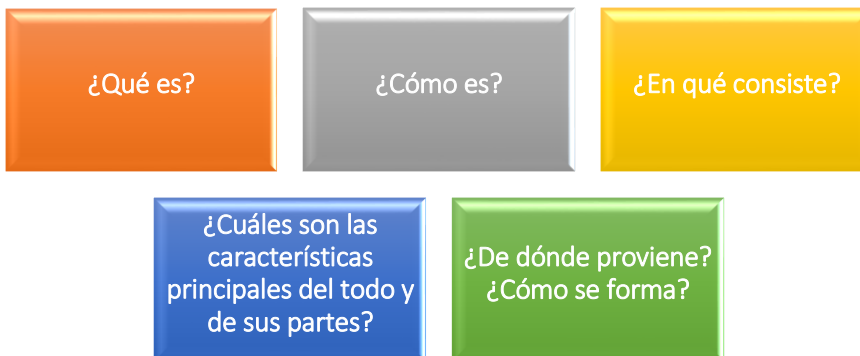 ¿Qué es?
¿Cómo es?
¿En qué consiste?
¿Cuáles son las
características
principales del todo y
de sus partes?
¿De dónde proviene?
¿Cómo se forma?